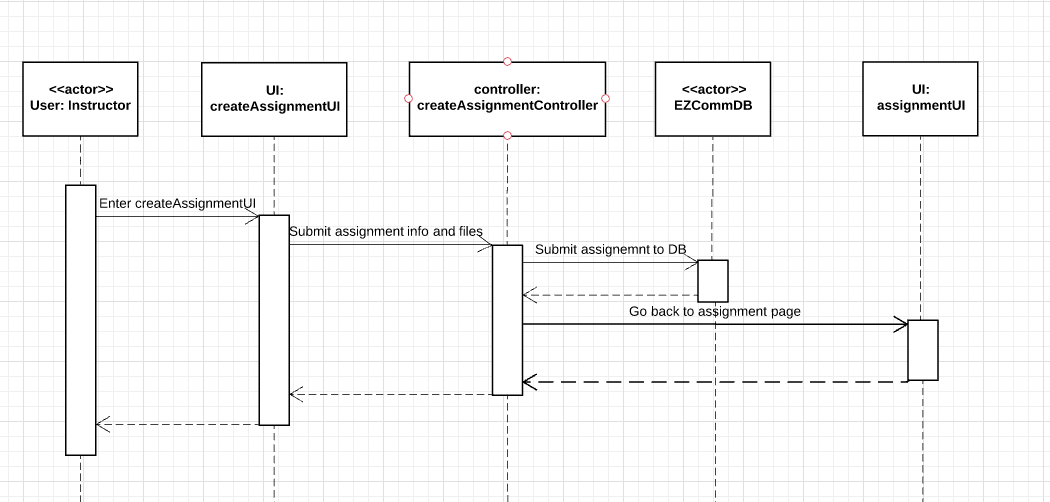 <<actor>>
User: Instructor
UI:
createAssignmentUI
controller:
createAssignmentController
<<actor>>
EZCommDB
UI:
assignmentUI
Enter createAssignmentUI
Submit assignment info and files
Submit assignemnt to DB
Go back to assignment page